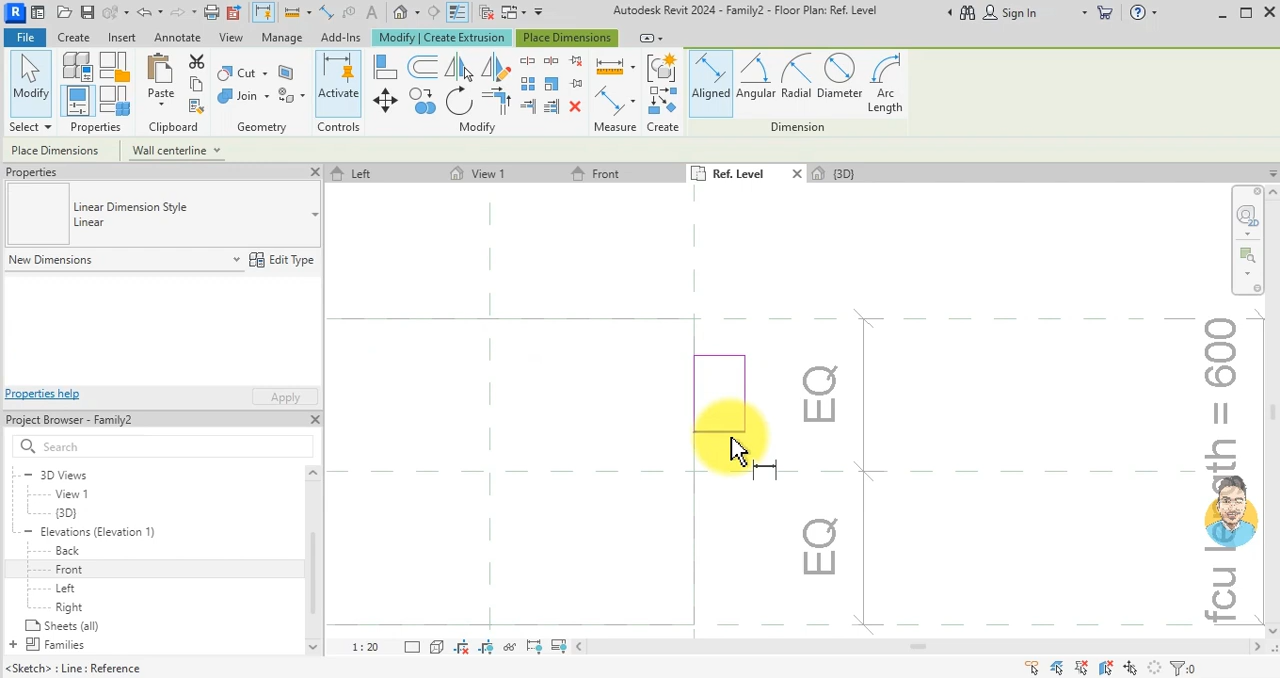 Autodesk Revit 2024 - Family2 - Floor Plan: Ref. Level
Sign In
File
Create
Insert
Annotate
View
Manage
Add-Ins
Modify | Create Extrusion
Place Dimensions
Modify
Paste
Cut
Join
Activate
Aligned
Angular
Radial
Diameter
Arc
Length
Select
Properties
Clipboard
Geometry
Controls
Modify
Measure
Create
Dimension
Place Dimensions
Wall centerline
Properties
Left
View 1
Front
Ref. Level
{3D}
Linear Dimension Style
Linear
New Dimensions
Edit Type
Properties help
Apply
Project Browser - Family2
Search
3D Views
View 1
{3D}
Elevations (Elevation 1)
Back
Front
Left
Right
Sheets (all)
Families
2D
EQ
EQ
fcu length = 600
1 : 20
<Sketch> : Line : Reference
:0